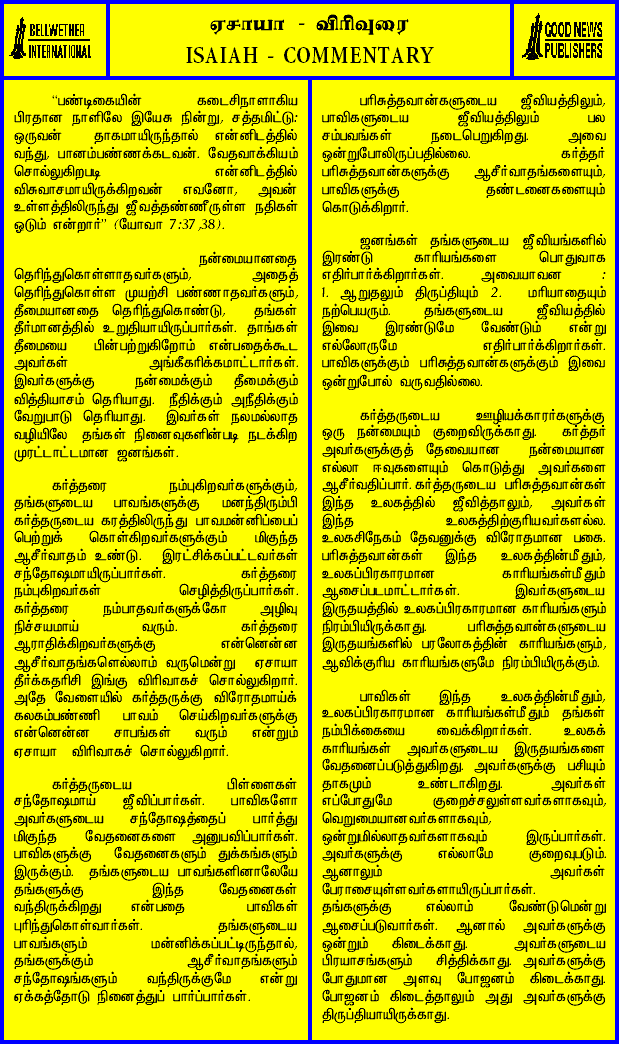 BELLWETHER
INTERNATIONAL
ஏசாயா - விரிவுரை
ISAIAH - COMMENTARY
GOOD NEWS
PUBLISHERS
“பண்டிகையின் கடைசிநாளாகிய
பிரதான நாளிலே இயேசு நின்று, சத்தமிட்டு:
ஒருவன் தாகமாயிருந்தால் என்னிடத்தில்
வந்து, பானம்பண்ணக்கடவன். வேதவாக்கியம்
சொல்லுகிறபடி என்னிடத்தில்
விசுவாசமாயிருக்கிறவன் எவனோ, அவன்
உள்ளத்திலிருந்து ஜீவத்தண்ணீருள்ள நதிகள்
ஓடும் என்றார்” (யோவா 7:37,38).
நன்மையானதை
தெரிந்துகொள்ளாதவர்களும், அதைத்
தெரிந்துகொள்ள முயற்சி பண்ணாதவர்களும்,
தீமையானதை தெரிந்துகொண்டு, தங்கள்
தீர்மானத்தில் உறுதியாயிருப்பார்கள். தாங்கள்
தீமையை பின்பற்றுகிறோம் என்பதைக்கூட
அவர்கள் அங்கீகரிக்கமாட்டார்கள்.
இவர்களுக்கு நன்மைக்கும் தீமைக்கும்
வித்தியாசம் தெரியாது. நீதிக்கும் அநீதிக்கும்
வேறுபாடு தெரியாது. இவர்கள் நலமல்லாத
வழியிலே தங்கள் நினைவுகளின்படி நடக்கிற
முரட்டாட்டமான ஜனங்கள்.
கர்த்தரை நம்புகிறவர்களுக்கும்,
தங்களுடைய பாவங்களுக்கு மனந்திரும்பி
கர்த்தருடைய கரத்திலிருந்து பாவமன்னிப்பைப்
பெற்றுக் கொள்கிறவர்களுக்கும் மிகுந்த
ஆசீர்வாதம் உண்டு. இரட்சிக்கப்பட்டவர்கள்
சந்தோஷமாயிருப்பார்கள். கர்த்தரை
நம்புகிறவர்கள் செழித்திருப்பார்கள்.
கர்த்தரை நம்பாதவர்களுக்கோ அழிவு
நிச்சயமாய் வரும். கர்த்தரை
ஆராதிக்கிறவர்களுக்கு என்னென்ன
ஆசீர்வாதங்களெல்லாம் வருமென்று ஏசாயா
தீர்க்கதரிசி இங்கு விரிவாகச் சொல்லுகிறார்.
அதே வேளையில் கர்த்தருக்கு விரோதமாய்க்
கலகம்பண்ணி பாவம் செய்கிறவர்களுக்கு
என்னென்ன சாபங்கள் வரும் என்றும்
ஏசாயா விரிவாகச் சொல்லுகிறார்.
கர்த்தருடைய பிள்ளைகள்
சந்தோஷமாய் ஜீவிப்பார்கள். பாவிகளோ
அவர்களுடைய சந்தோஷத்தைப் பார்த்து
மிகுந்த வேதனைகளை அனுபவிப்பார்கள்.
பாவிகளுக்கு வேதனைகளும் துக்கங்களும்
இருக்கும். தங்களுடைய பாவங்களினாலேயே
தங்களுக்கு இந்த வேதனைகள்
வந்திருக்கிறது என்பதை பாவிகள்
புரிந்துகொள்வார்கள். தங்களுடைய
பாவங்களும் மன்னிக்கப்பட்டிருந்தால்,
தங்களுக்கும் ஆசீர்வாதங்களும்
சந்தோஷங்களும் வந்திருக்குமே என்று
ஏக்கத்தோடு நினைத்துப் பார்ப்பார்கள்.
பரிசுத்தவான்களுடைய ஜீவியத்திலும்,
பாவிகளுடைய ஜீவியத்திலும் பல
சம்பவங்கள் நடைபெறுகிறது. அவை
ஒன்றுபோலிருப்பதில்லை. கர்த்தர்
பரிசுத்தவான்களுக்கு ஆசீர்வாதங்களையும்,
பாவிகளுக்கு தண்டனைகளையும்
கொடுக்கிறார்.
ஜனங்கள் தங்களுடைய ஜீவியங்களில்
இரண்டு காரியங்களை பொதுவாக
எதிர்பார்க்கிறார்கள். அவையாவன :
1. ஆறுதலும் திருப்தியும் 2. மரியாதையும்
நற்பெயரும். தங்களுடைய ஜீவியத்தில்
இவை இரண்டுமே வேண்டும் என்று
எல்லோருமே எதிர்பார்க்கிறார்கள்.
பாவிகளுக்கும் பரிசுத்தவான்களுக்கும் இவை
ஒன்றுபோல் வருவதில்லை.
கர்த்தருடைய ஊழியக்காரர்களுக்கு
ஒரு நன்மையும் குறைவிருக்காது. கர்த்தர்
அவர்களுக்குத் தேவையான நன்மையான
எல்லா ஈவுகளையும் கொடுத்து அவர்களை
ஆசீர்வதிப்பார். கர்த்தருடைய பரிசுத்தவான்கள்
இந்த உலகத்தில் ஜீவித்தாலும், அவர்கள்
இந்த உலகத்திற்குரியவர்களல்ல.
உலகசிநேகம் தேவனுக்கு விரோதமான பகை.
பரிசுத்தவான்கள் இந்த உலகத்தின்மீதும்,
உலகப்பிரகாரமான காரியங்கள்மீதும்
ஆசைப்படமாட்டார்கள். இவர்களுடைய
இருதயத்தில் உலகப்பிரகாரமான காரியங்களும்
நிரம்பியிருக்காது. பரிசுத்தவான்களுடைய
இருதயங்களில் பரலோகத்தின் காரியங்களும்,
ஆவிக்குரிய காரியங்களுமே நிரம்பியிருக்கும்.
பாவிகள் இந்த உலகத்தின்மீதும்,
உலகப்பிரகாரமான காரியங்கள்மீதும் தங்கள்
நம்பிக்கையை வைக்கிறார்கள். உலகக்
காரியங்கள் அவர்களுடைய இருதயங்களை
வேதனைப்படுத்துகிறது. அவர்களுக்கு பசியும்
தாகமும் உண்டாகிறது. அவர்கள்
எப்போதுமே குறைச்சலுள்ளவர்களாகவும்,
வெறுமையானவர்களாகவும்,
ஒன்றுமில்லாதவர்களாகவும் இருப்பார்கள்.
அவர்களுக்கு எல்லாமே குறைவுபடும்.
ஆனாலும் அவர்கள்
பேராசையுள்ளவர்களாயிருப்பார்கள்.
தங்களுக்கு எல்லாம் வேண்டுமென்று
ஆசைப்படுவார்கள். ஆனால் அவர்களுக்கு
ஒன்றும் கிடைக்காது. அவர்களுடைய
பிரயாசங்களும் சித்திக்காது. அவர்களுக்கு
போதுமான அளவு போஜனம் கிடைக்காது.
போஜனம் கிடைத்தாலும் அது அவர்களுக்கு
திருப்தியாயிருக்காது.